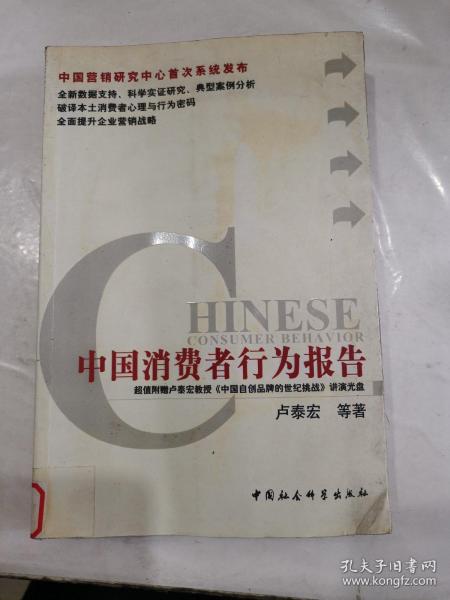 中国营销研究中心首次系统发布
全新数据支持、科学实证研究、典型案例分析
破译本土消费者心理与行为密码
全面提升企业营销战略
CHINESE
CONSUMER BEHAVIOR
中国消费者行为报告
超值附赠卢泰宏教授《中国自创品牌的世纪挑战》讲演光盘
卢泰宏 等著
中国社会科学出版社
孔夫子旧书网
www.kongfz.com